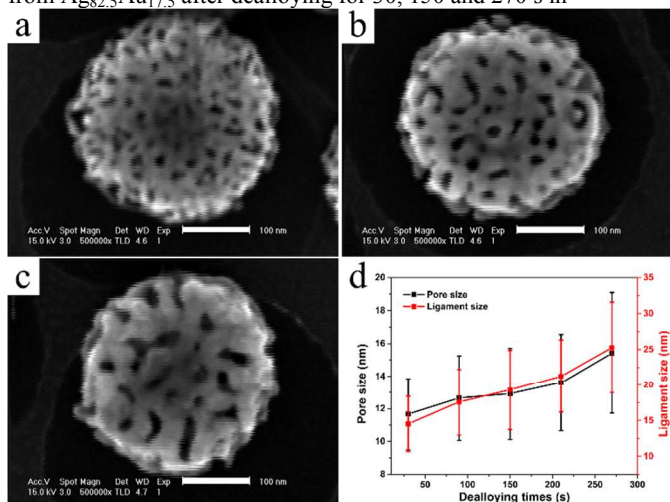 from Ag82.5Au17.5 after dealloying for 30, 150 and 270 s in
a
b
Acc.V Spot Magn Det WD Exp
15.0 kV 3.0 500000x TLD 4.6 1
100 nm
Acc.V Spot Magn Det WD Exp
15.0 kV 3.0 500000x TLD 4.6 1
100 nm
c
d
Acc.V Spot Magn Det WD Exp
15.0 kV 3.0 500000x TLD 4.7 1
100 nm
Pore size
Ligament size
Pore size (nm)
20
18
16
14
12
10
8
Ligament size (nm)
35
30
25
20
15
10
50 100 150 200 250 300
Dealloying times (s)